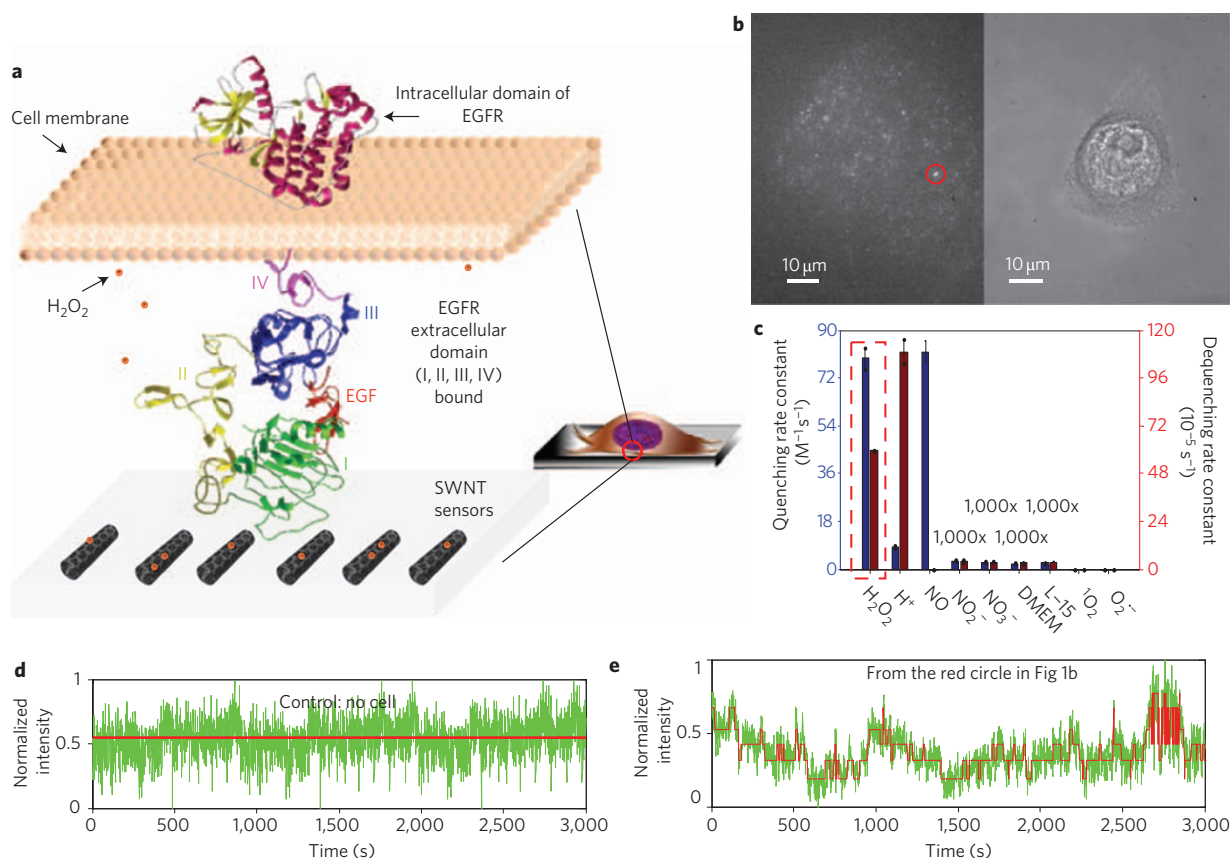 a
Cell membrane
Intracellular domain of
EGFR
H₂O₂
IV
III
II
EGF
I
EGFR
extracellular
domain
(I, II, III, IV)
bound
SWNT
sensors
b
10 µm
10 µm
c
Quenching rate constant
(M⁻¹ s⁻¹)
90
72
54
36
18
0
1,000x 1,000x
1,000x 1,000x
120
96
72
48
24
0
Dequenching rate constant
(10⁻⁵ s⁻¹)
H₂O₂
H⁺
NO
NO₂⁻
NO₃⁻
DMEM
L–15
¹O₂
O₂·⁻
d
Normalized
intensity
1
0.5
0
Control: no cell
0 500 1,000 1,500 2,000 2,500 3,000
Time (s)
e
Normalized
intensity
1
0.5
0
From the red circle in Fig 1b
0 500 1,000 1,500 2,000 2,500 3,000
Time (s)